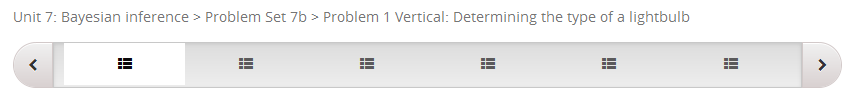 Unit 7: Bayesian inference > Problem Set 7b > Problem 1 Vertical: Determining the type of a lightbulb